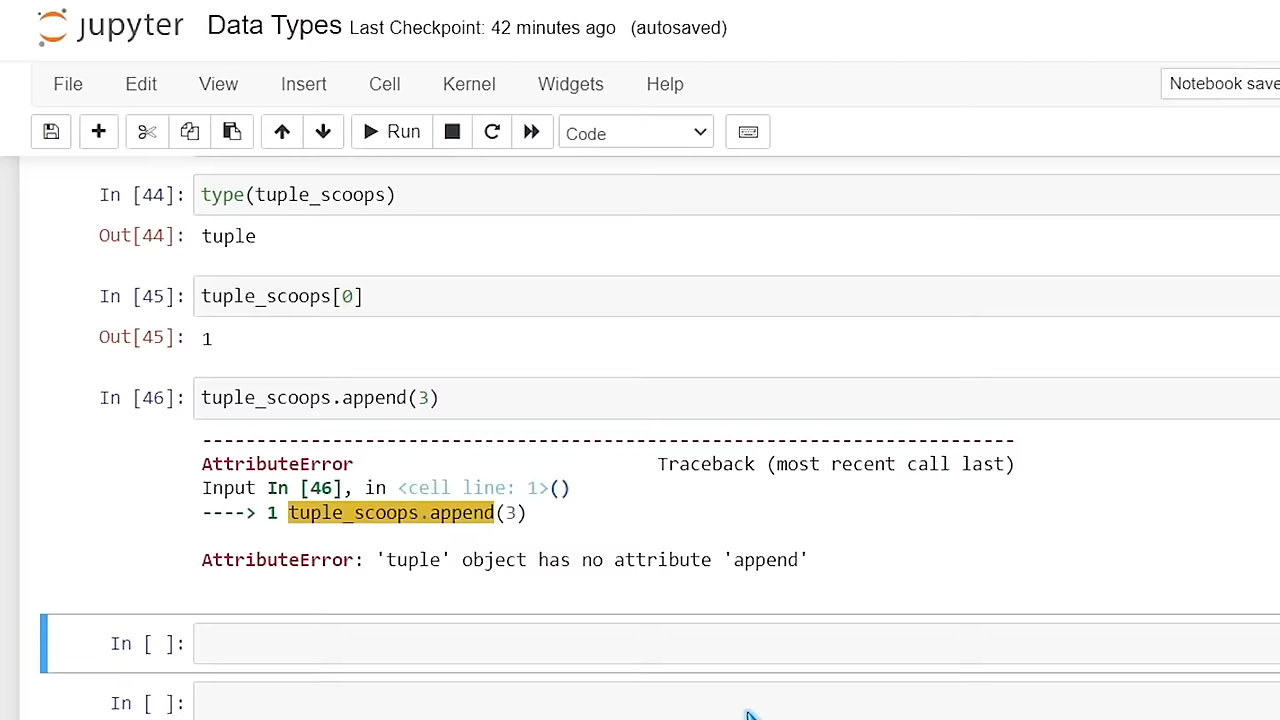 jupyter Data Types Last Checkpoint: 42 minutes ago (autosaved)
File Edit View Insert Cell Kernel Widgets Help Notebook save
Run Code
In [44]: type(tuple_scoops)
Out[44]: tuple
In [45]: tuple_scoops[0]
Out[45]: 1
In [46]: tuple_scoops.append(3)
---------------------------------------------------------------------------
AttributeError Traceback (most recent call last)
Input In [46], in <cell line: 1>()
----> 1 tuple_scoops.append(3)
AttributeError: 'tuple' object has no attribute 'append'
In [ ]:
In [ ]: